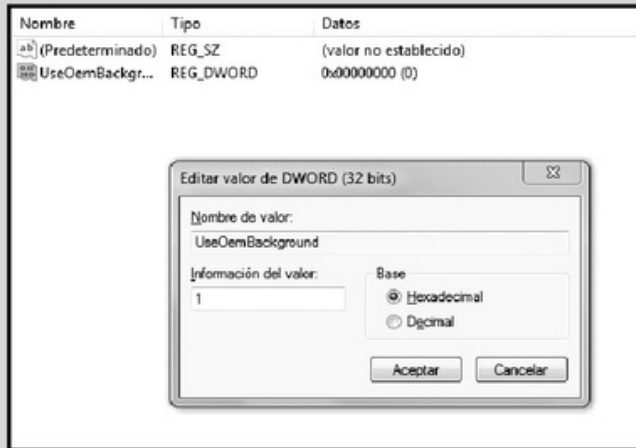 Nombre Tipo Datos
ab (Predeterminado) REG_SZ (valor no establecido)
UseOemBackgr... REG_DWORD 0x00000000 (0)
Editar valor de DWORD (32 bits)
Nombre de valor:
UseOemBackground
Información del valor:
1
Base
Hexadecimal
Decimal
Aceptar Cancelar